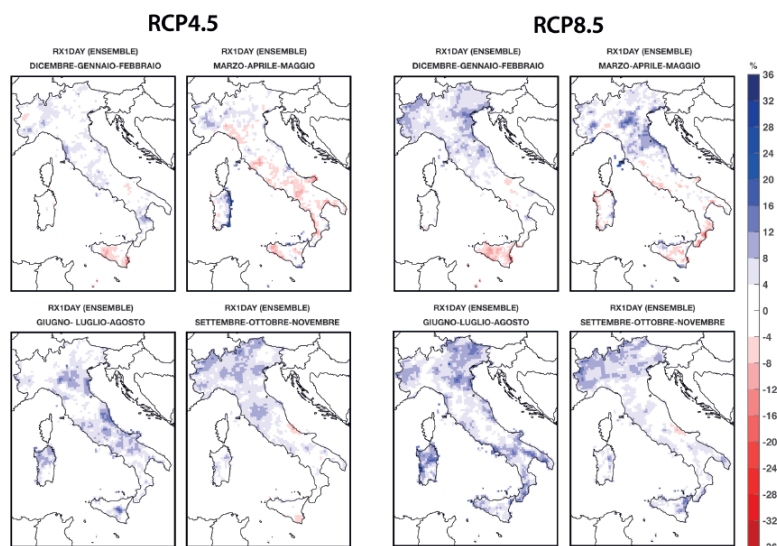 RCP4.5
RCP8.5
RX1DAY (ENSEMBLE)
DICEMBRE-GENNAIO-FEBBRAIO
RX1DAY (ENSEMBLE)
MARZO-APRILE-MAGGIO
RX1DAY (ENSEMBLE)
DICEMBRE-GENNAIO-FEBBRAIO
RX1DAY (ENSEMBLE)
MARZO-APRILE-MAGGIO
RX1DAY (ENSEMBLE)
GIUGNO- LUGLIO-AGOSTO
RX1DAY (ENSEMBLE)
SETTEMBRE-OTTOBRE-NOVEMBRE
RX1DAY (ENSEMBLE)
GIUGNO-LUGLIO-AGOSTO
RX1DAY (ENSEMBLE)
SETTEMBRE-OTTOBRE-NOVEMBRE
%
36
32
28
24
20
16
12
8
4
0
-4
-8
-12
-16
-20
-24
-28
-32
-36